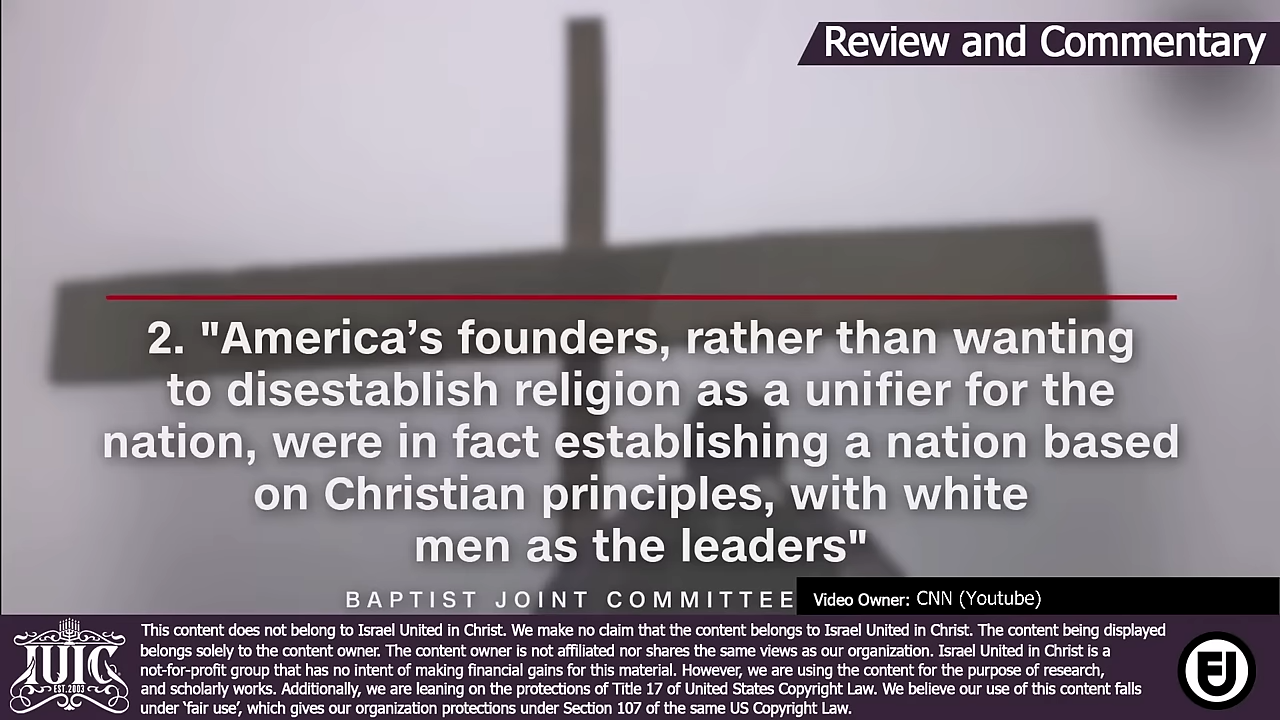 Review and Commentary
2. "America’s founders, rather than wanting
to disestablish religion as a unifier for the
nation, were in fact establishing a nation based
on Christian principles, with white
men as the leaders"
BAPTIST JOINT COMMITTEE
Video Owner: CNN (Youtube)
This content does not belong to Israel United in Christ. We make no claim that the content belongs to Israel United in Christ. The content being displayed
belongs solely to the content owner. The content owner is not affiliated nor shares the same views as our organization. Israel United in Christ is a
not-for-profit group that has no intent of making financial gains for this material. However, we are using the content for the purpose of research,
and scholarly works. Additionally, we are leaning on the protections of Title 17 of United States Copyright Law. We believe our use of this content falls
under ‘fair use’, which gives our organization protections under Section 107 of the same US Copyright Law.
IUIC
EST.2003